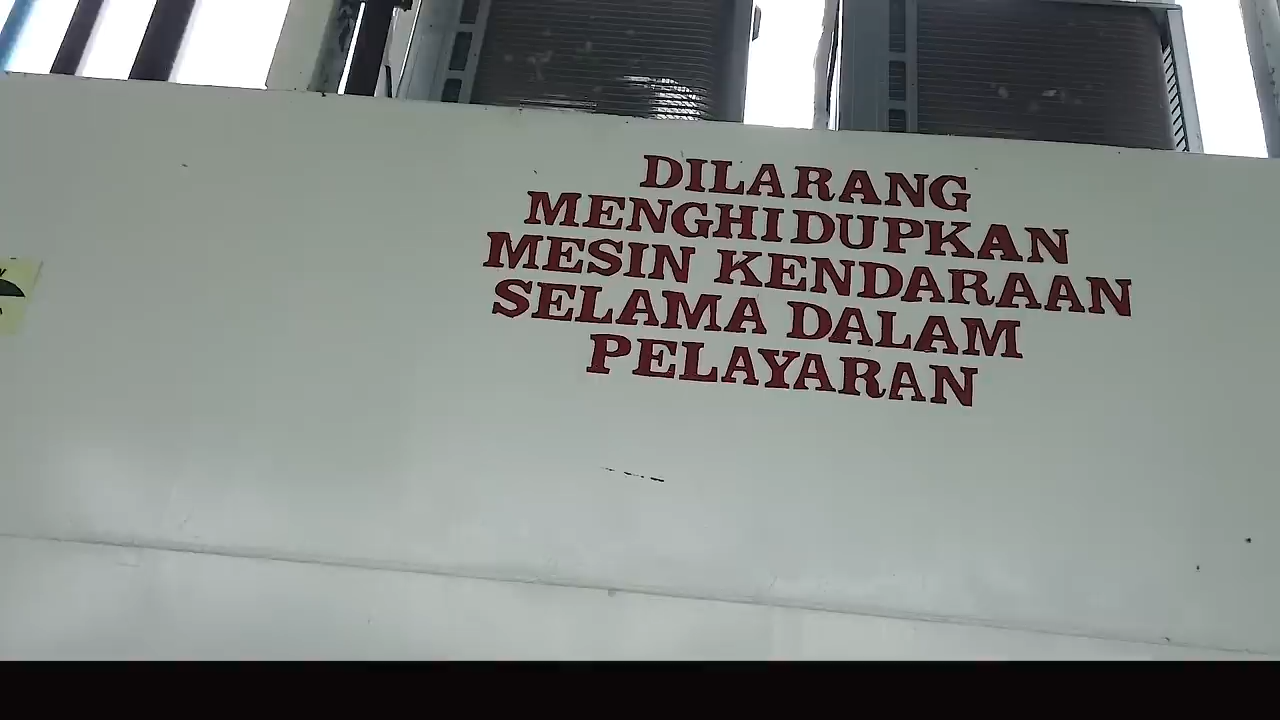 DILARANG
MENGHIDUPKAN
MESIN KENDARAAN
SELAMA DALAM
PELAYARAN